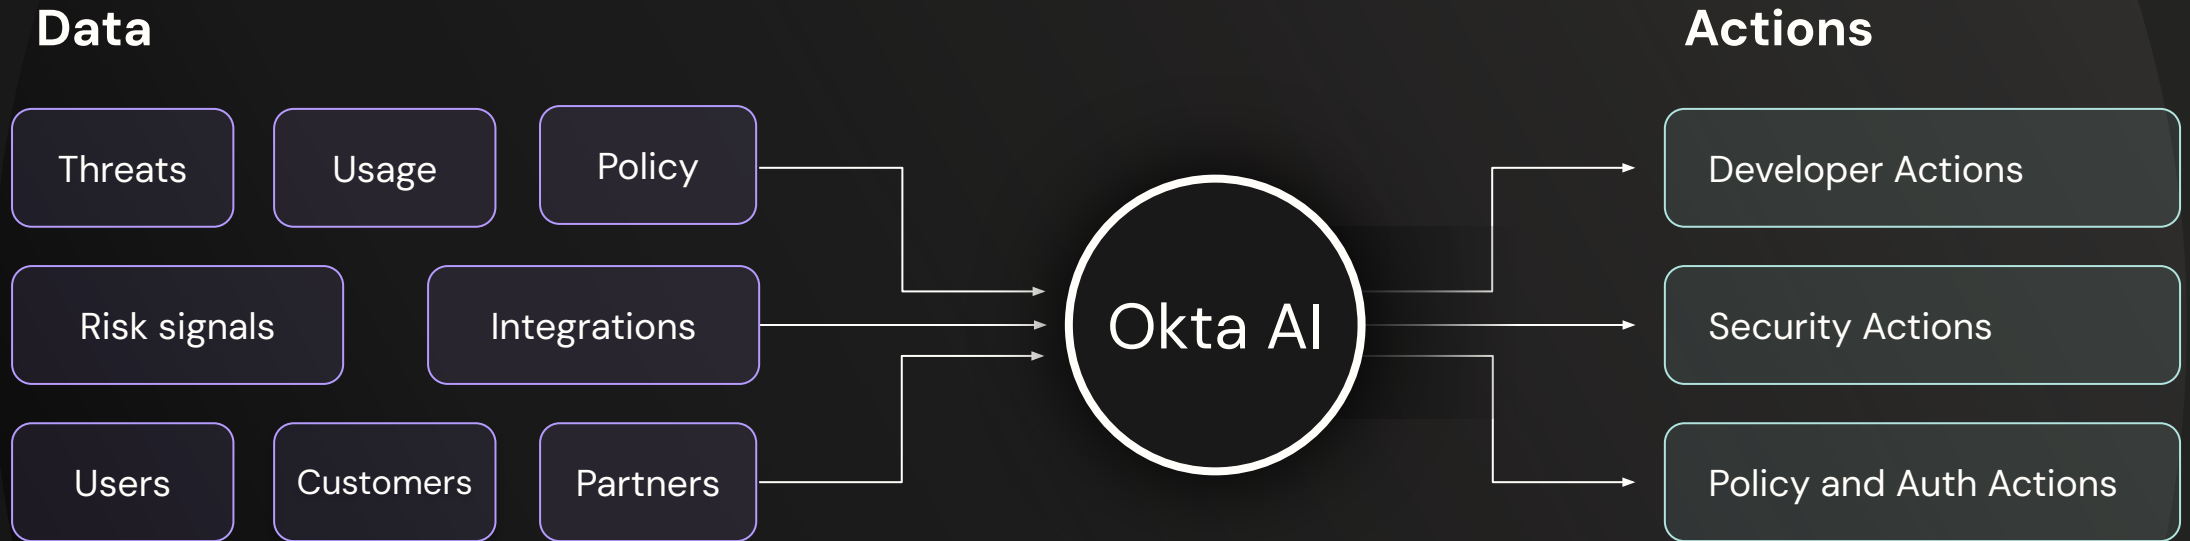 Data
Actions
Threats
Usage
Policy
Developer Actions
Risk signals
Integrations
Okta AI
Security Actions
Users
Customers
Partners
Policy and Auth Actions